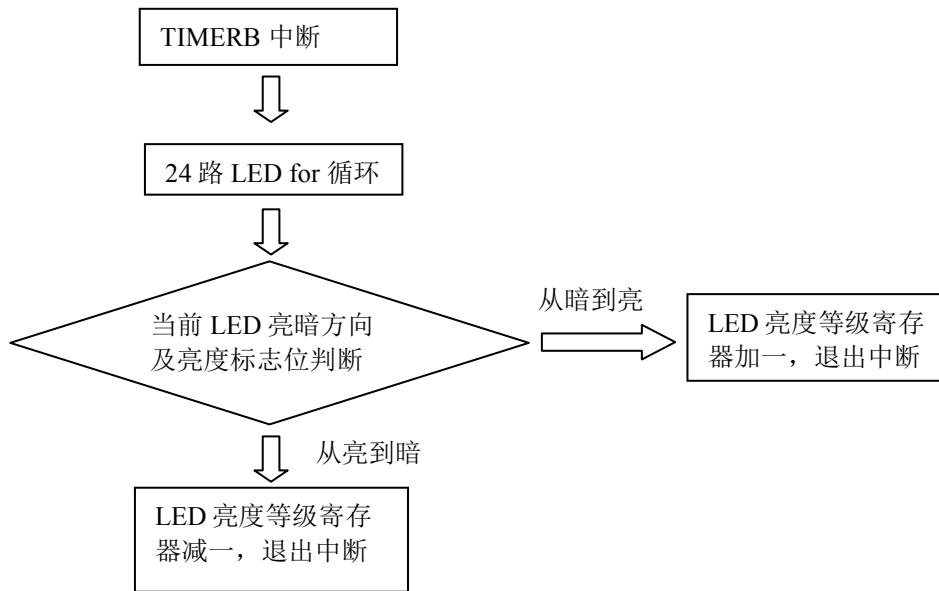 TIMERB 中断
24 路 LED for 循环
当前 LED 亮暗方向
及亮度标志位判断
从暗到亮
LED 亮度等级寄存
器加一，退出中断
从亮到暗
LED 亮度等级寄存
器减一，退出中断